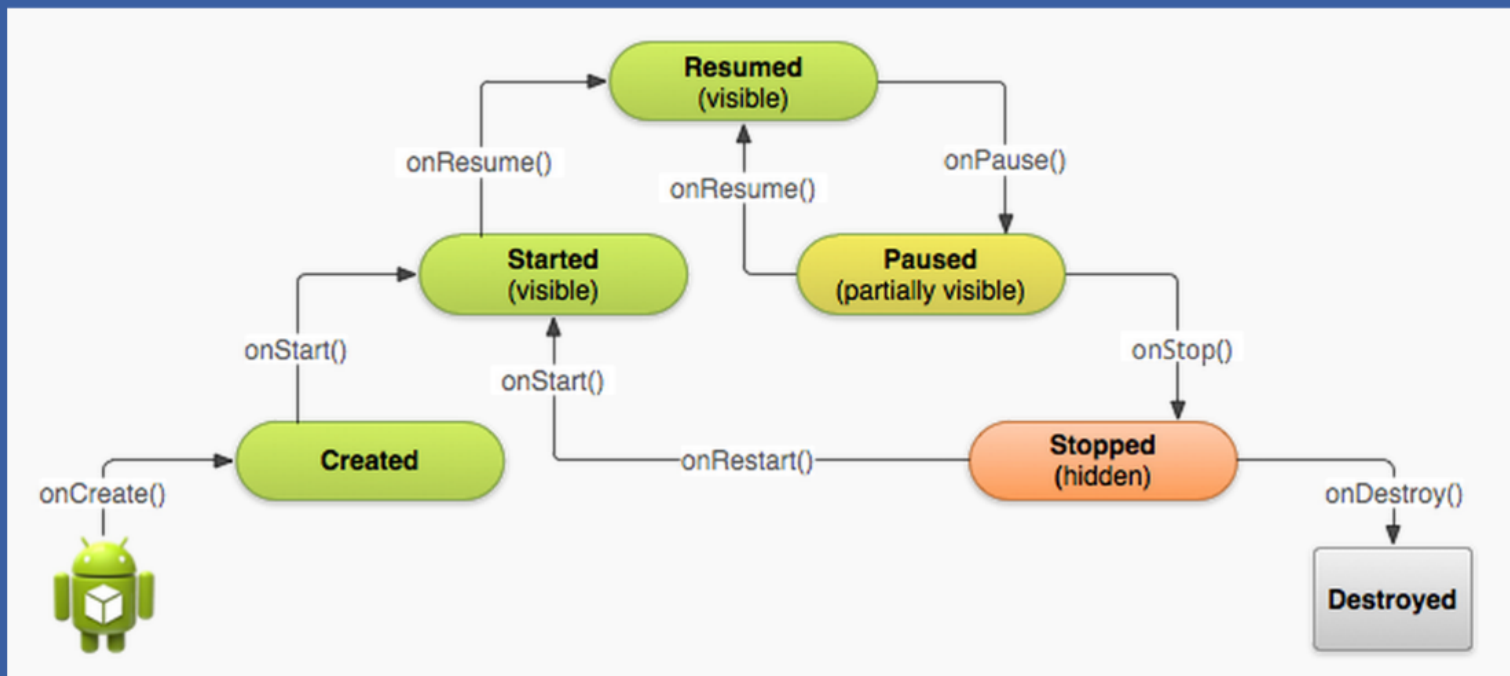 Resumed
(visible)
onResume()
onResume()
onPause()
Started
(visible)
Paused
(partially visible)
onStart()
onStart()
onStop()
Created
onRestart()
Stopped
(hidden)
onCreate()
onDestroy()
Destroyed